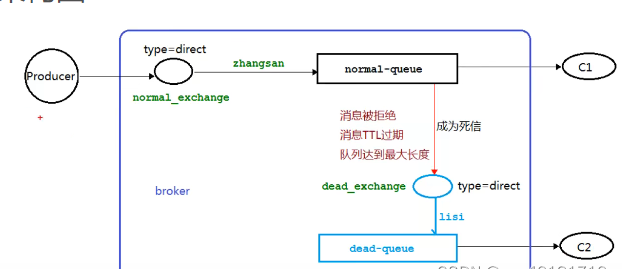 type=direct
zhangsan
Producer
normal-queue
C1
normal_exchange
+
消息被拒绝
消息TTL过期
队列达到最大长度
成为死信
broker
dead_exchange
type=direct
lisi
dead-queue
C2